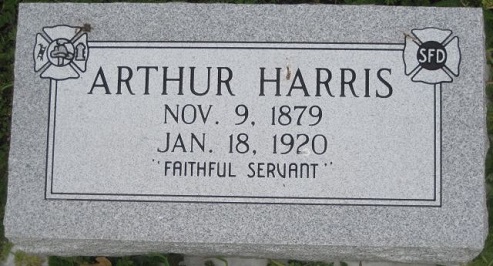 SFD
ARTHUR HARRIS
NOV. 9, 1879
JAN. 18, 1920
"FAITHFUL SERVANT"